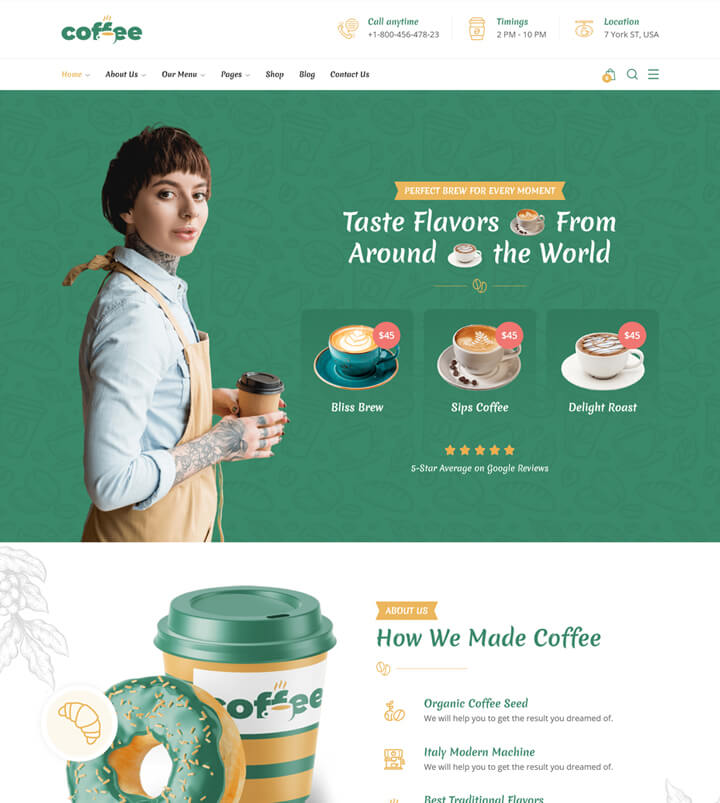 coffee
Call anytime
+1-800-456-478-23
Timings
2 PM - 10 PM
Location
7 York ST, USA
Home
About Us
Our Menu
Pages
Shop
Blog
Contact Us
0
PERFECT BREW FOR EVERY MOMENT
Taste Flavors From
Around the World
$45
$45
$45
Bliss Brew
Sips Coffee
Delight Roast
5-Star Average on Google Reviews
coffee
ABOUT US
How We Made Coffee
Organic Coffee Seed
We will help you to get the result you dreamed of.
Italy Modern Machine
We will help you to get the result you dreamed of.
Best Traditional Flavors